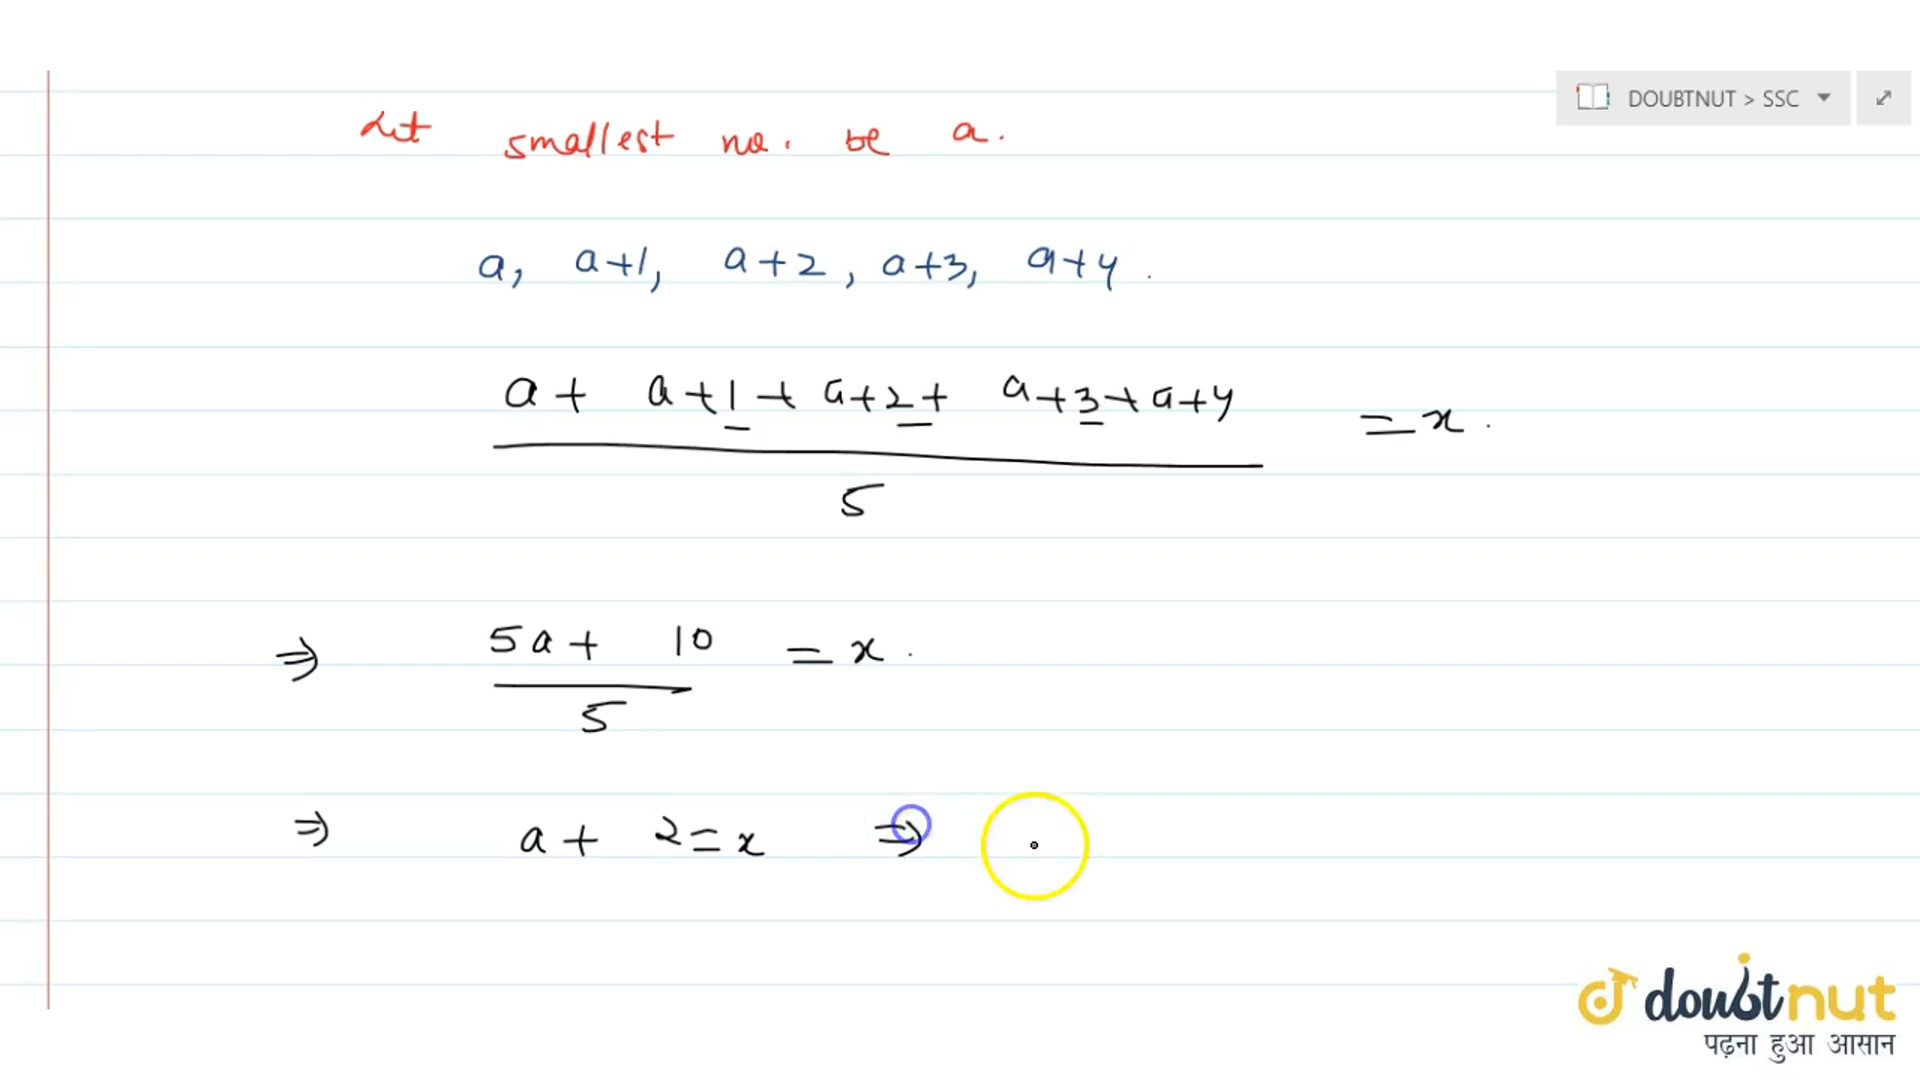 DOUBTNUT > SSC
Let smallest no. be a.
a, a+1, a+2, a+3, a+4.
a + a+1 + a+2 + a+3 + a+4 = x.
5
⇒ 5a + 10 = x.
5
⇒ a + 2 = x ⇒
doubtnut
पढ़ना हुआ आसान